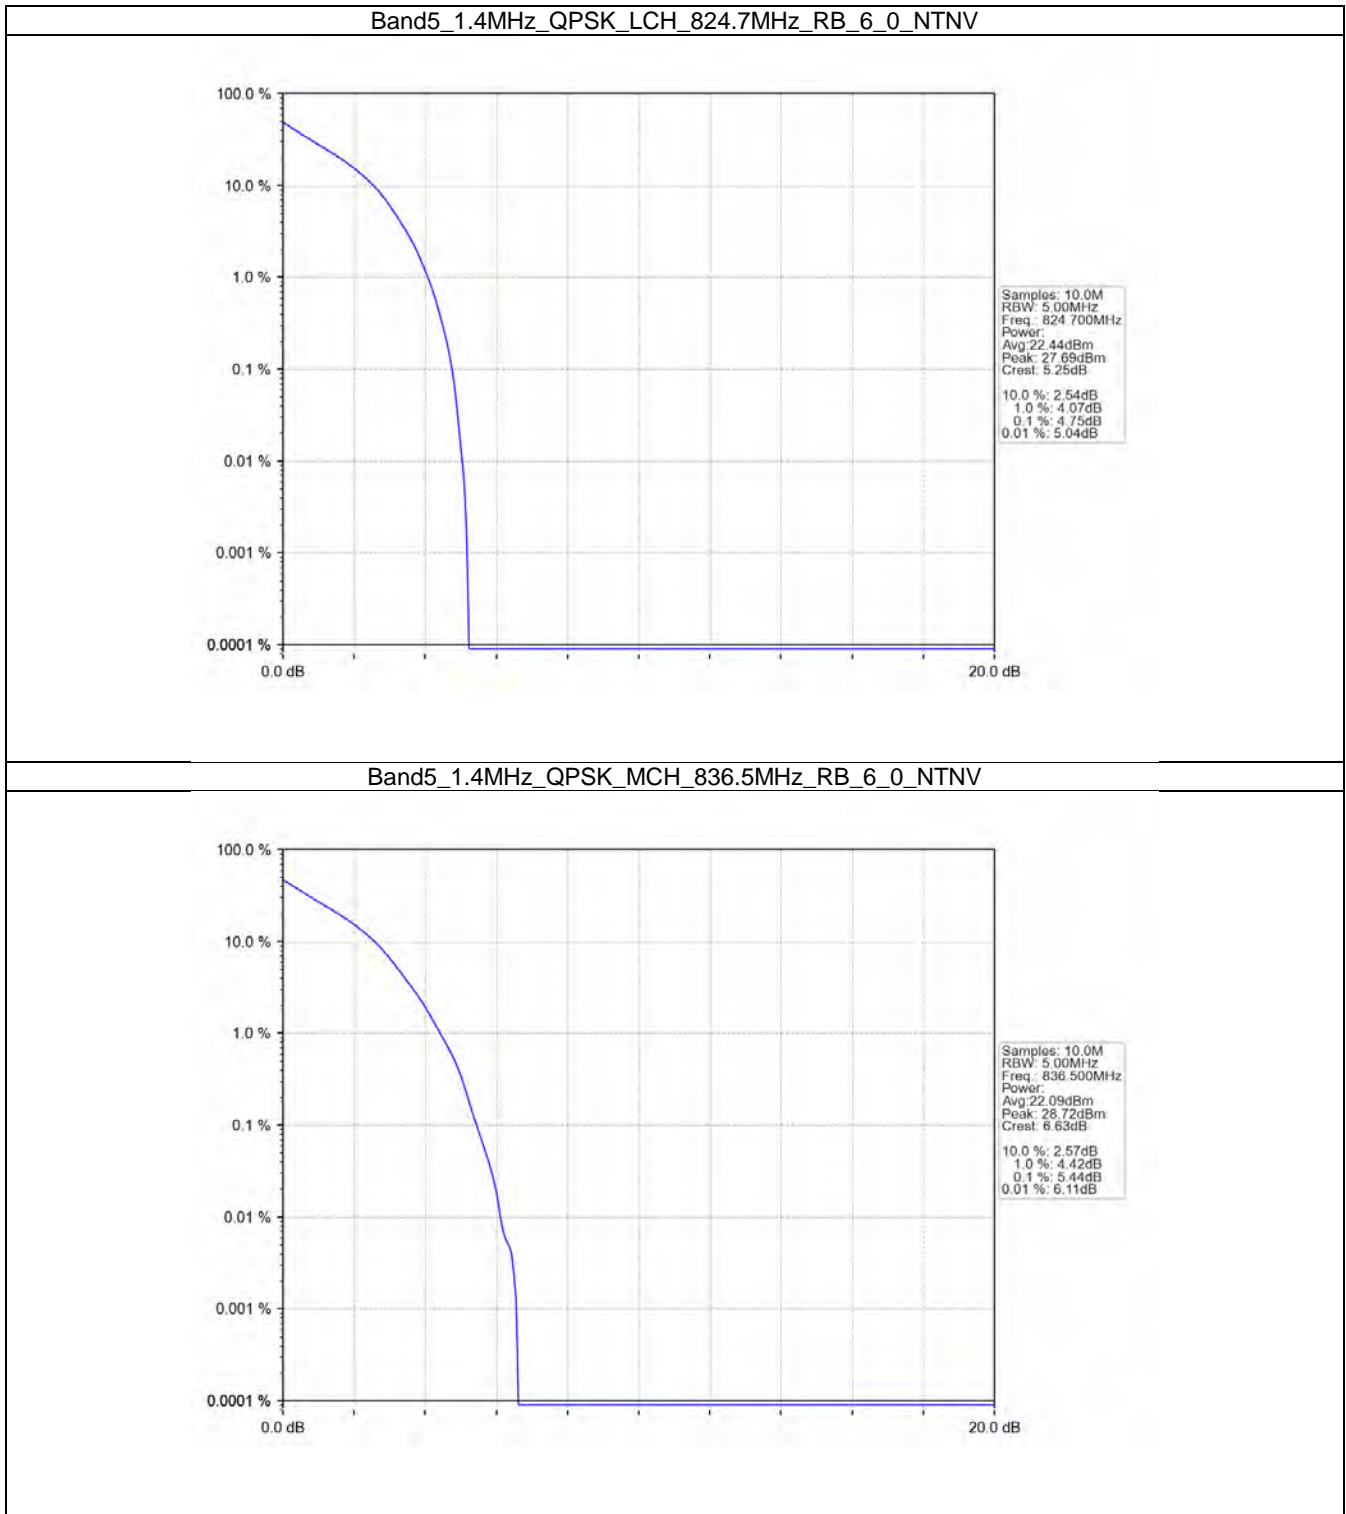 Band5_1.4MHz_QPSK_LCH_824.7MHz_RB_6_0_NTNV
100.0 %
10.0 %
1.0 %
0.1 %
0.01 %
0.001 %
0.0001 %
0.0 dB
20.0 dB
Samples: 10.0M
RBW: 5.00MHz
Freq.: 824.700MHz
Power:
Avg:22.44dBm
Peak: 27.69dBm
Crest: 5.25dB
10.0 %: 2.54dB
1.0 %: 4.07dB
0.1 %: 4.75dB
0.01 %: 5.04dB
Band5_1.4MHz_QPSK_MCH_836.5MHz_RB_6_0_NTNV
100.0 %
10.0 %
1.0 %
0.1 %
0.01 %
0.001 %
0.0001 %
0.0 dB
20.0 dB
Samples: 10.0M
RBW: 5.00MHz
Freq.: 836.500MHz
Power:
Avg:22.09dBm
Peak: 28.72dBm
Crest: 6.63dB
10.0 %: 2.57dB
1.0 %: 4.42dB
0.1 %: 5.44dB
0.01 %: 6.11dB